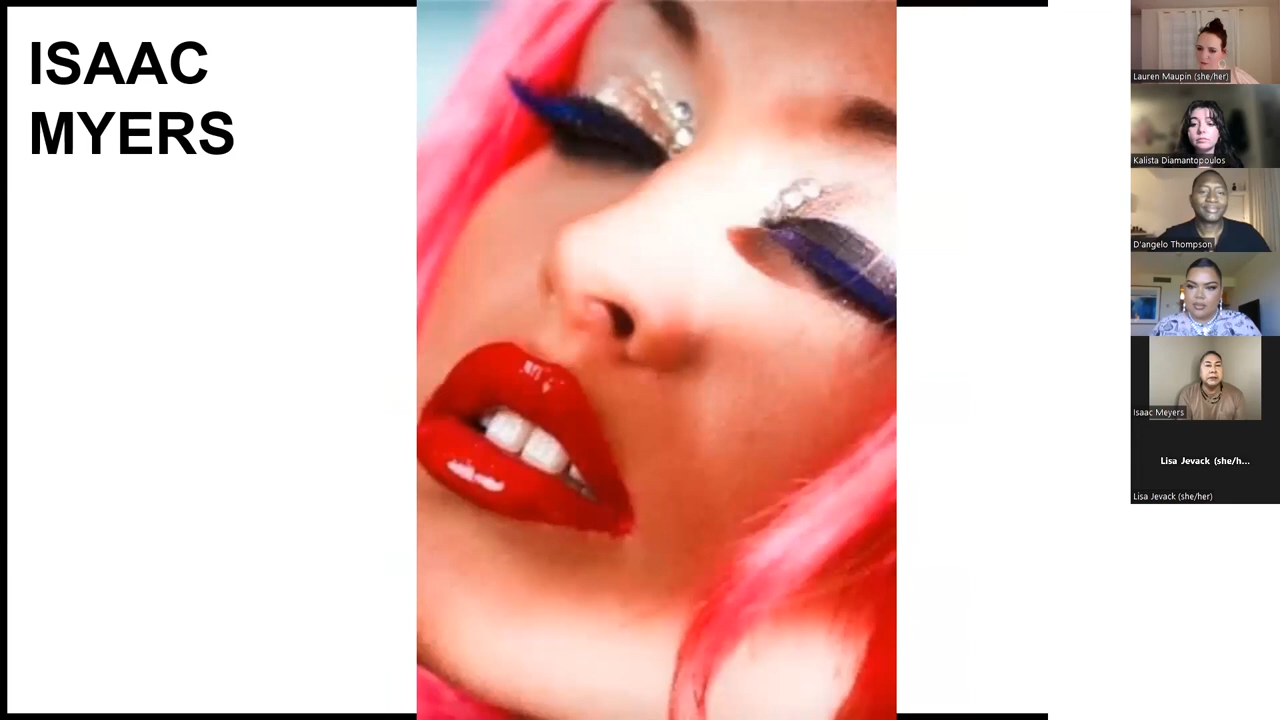 ISAAC
MYERS
Lauren Maupin (she/her)
Kalista Diamantopoulos
D'angelo Thompson
Isaac Meyers
Lisa Jevack (she/h...
Lisa Jevack (she/her)